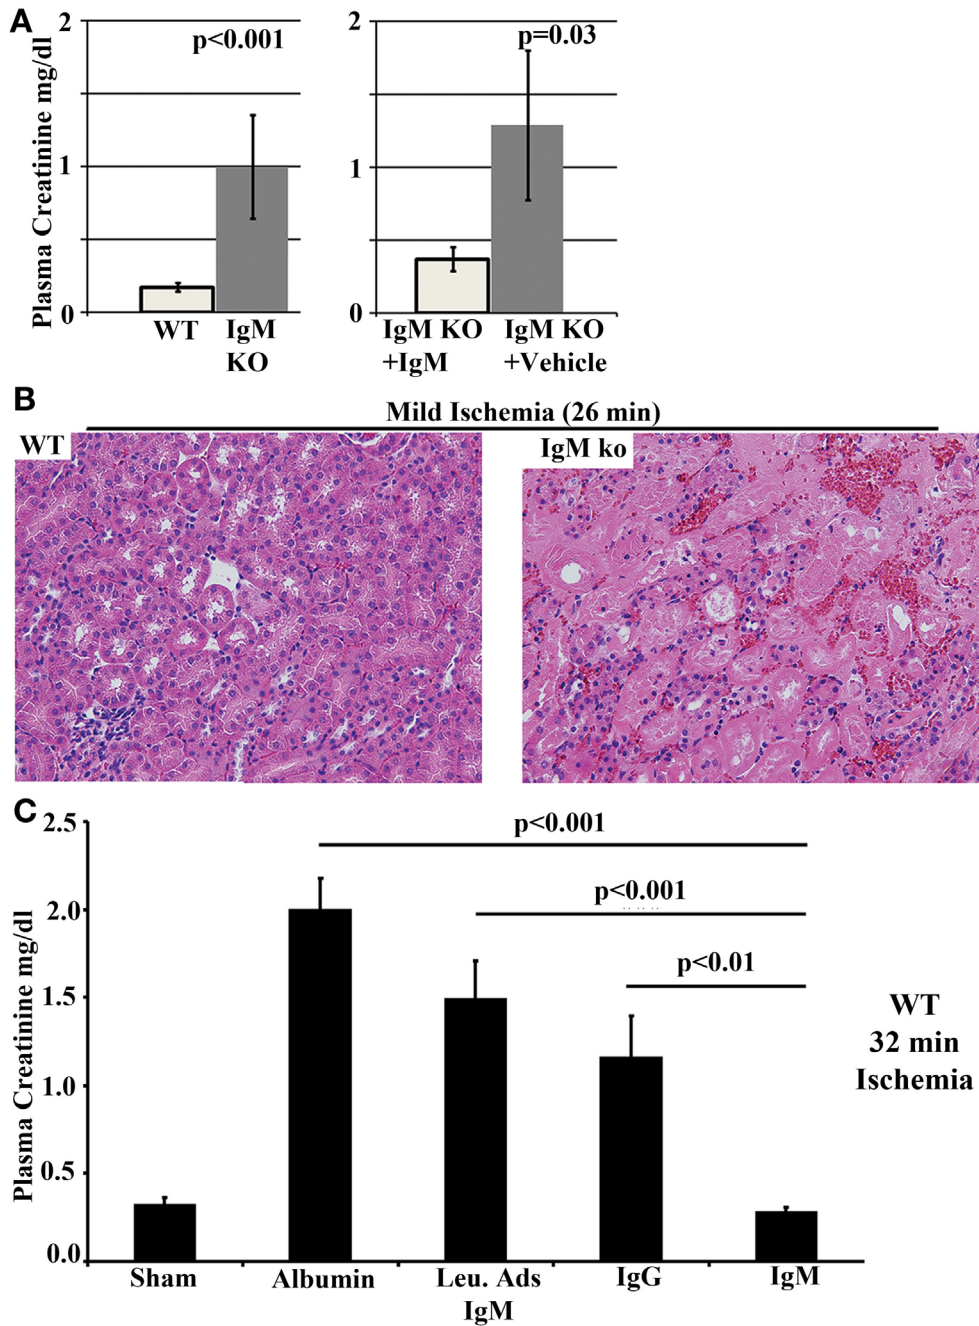 A
Plasma Creatinine mg/dl
2
1
0
p<0.001
WT
IgM
KO
2
1
0
p=0.03
IgM KO
+IgM
IgM KO
+Vehicle
B
Mild Ischemia (26 min)
WT
IgM ko
C
Plasma Creatinine mg/dl
2.5
2.0
1.5
1.0
0.5
0.0
p<0.001
p<0.001
p<0.01
WT
32 min
Ischemia
Sham
Albumin
Leu. Ads
IgM
IgG
IgM